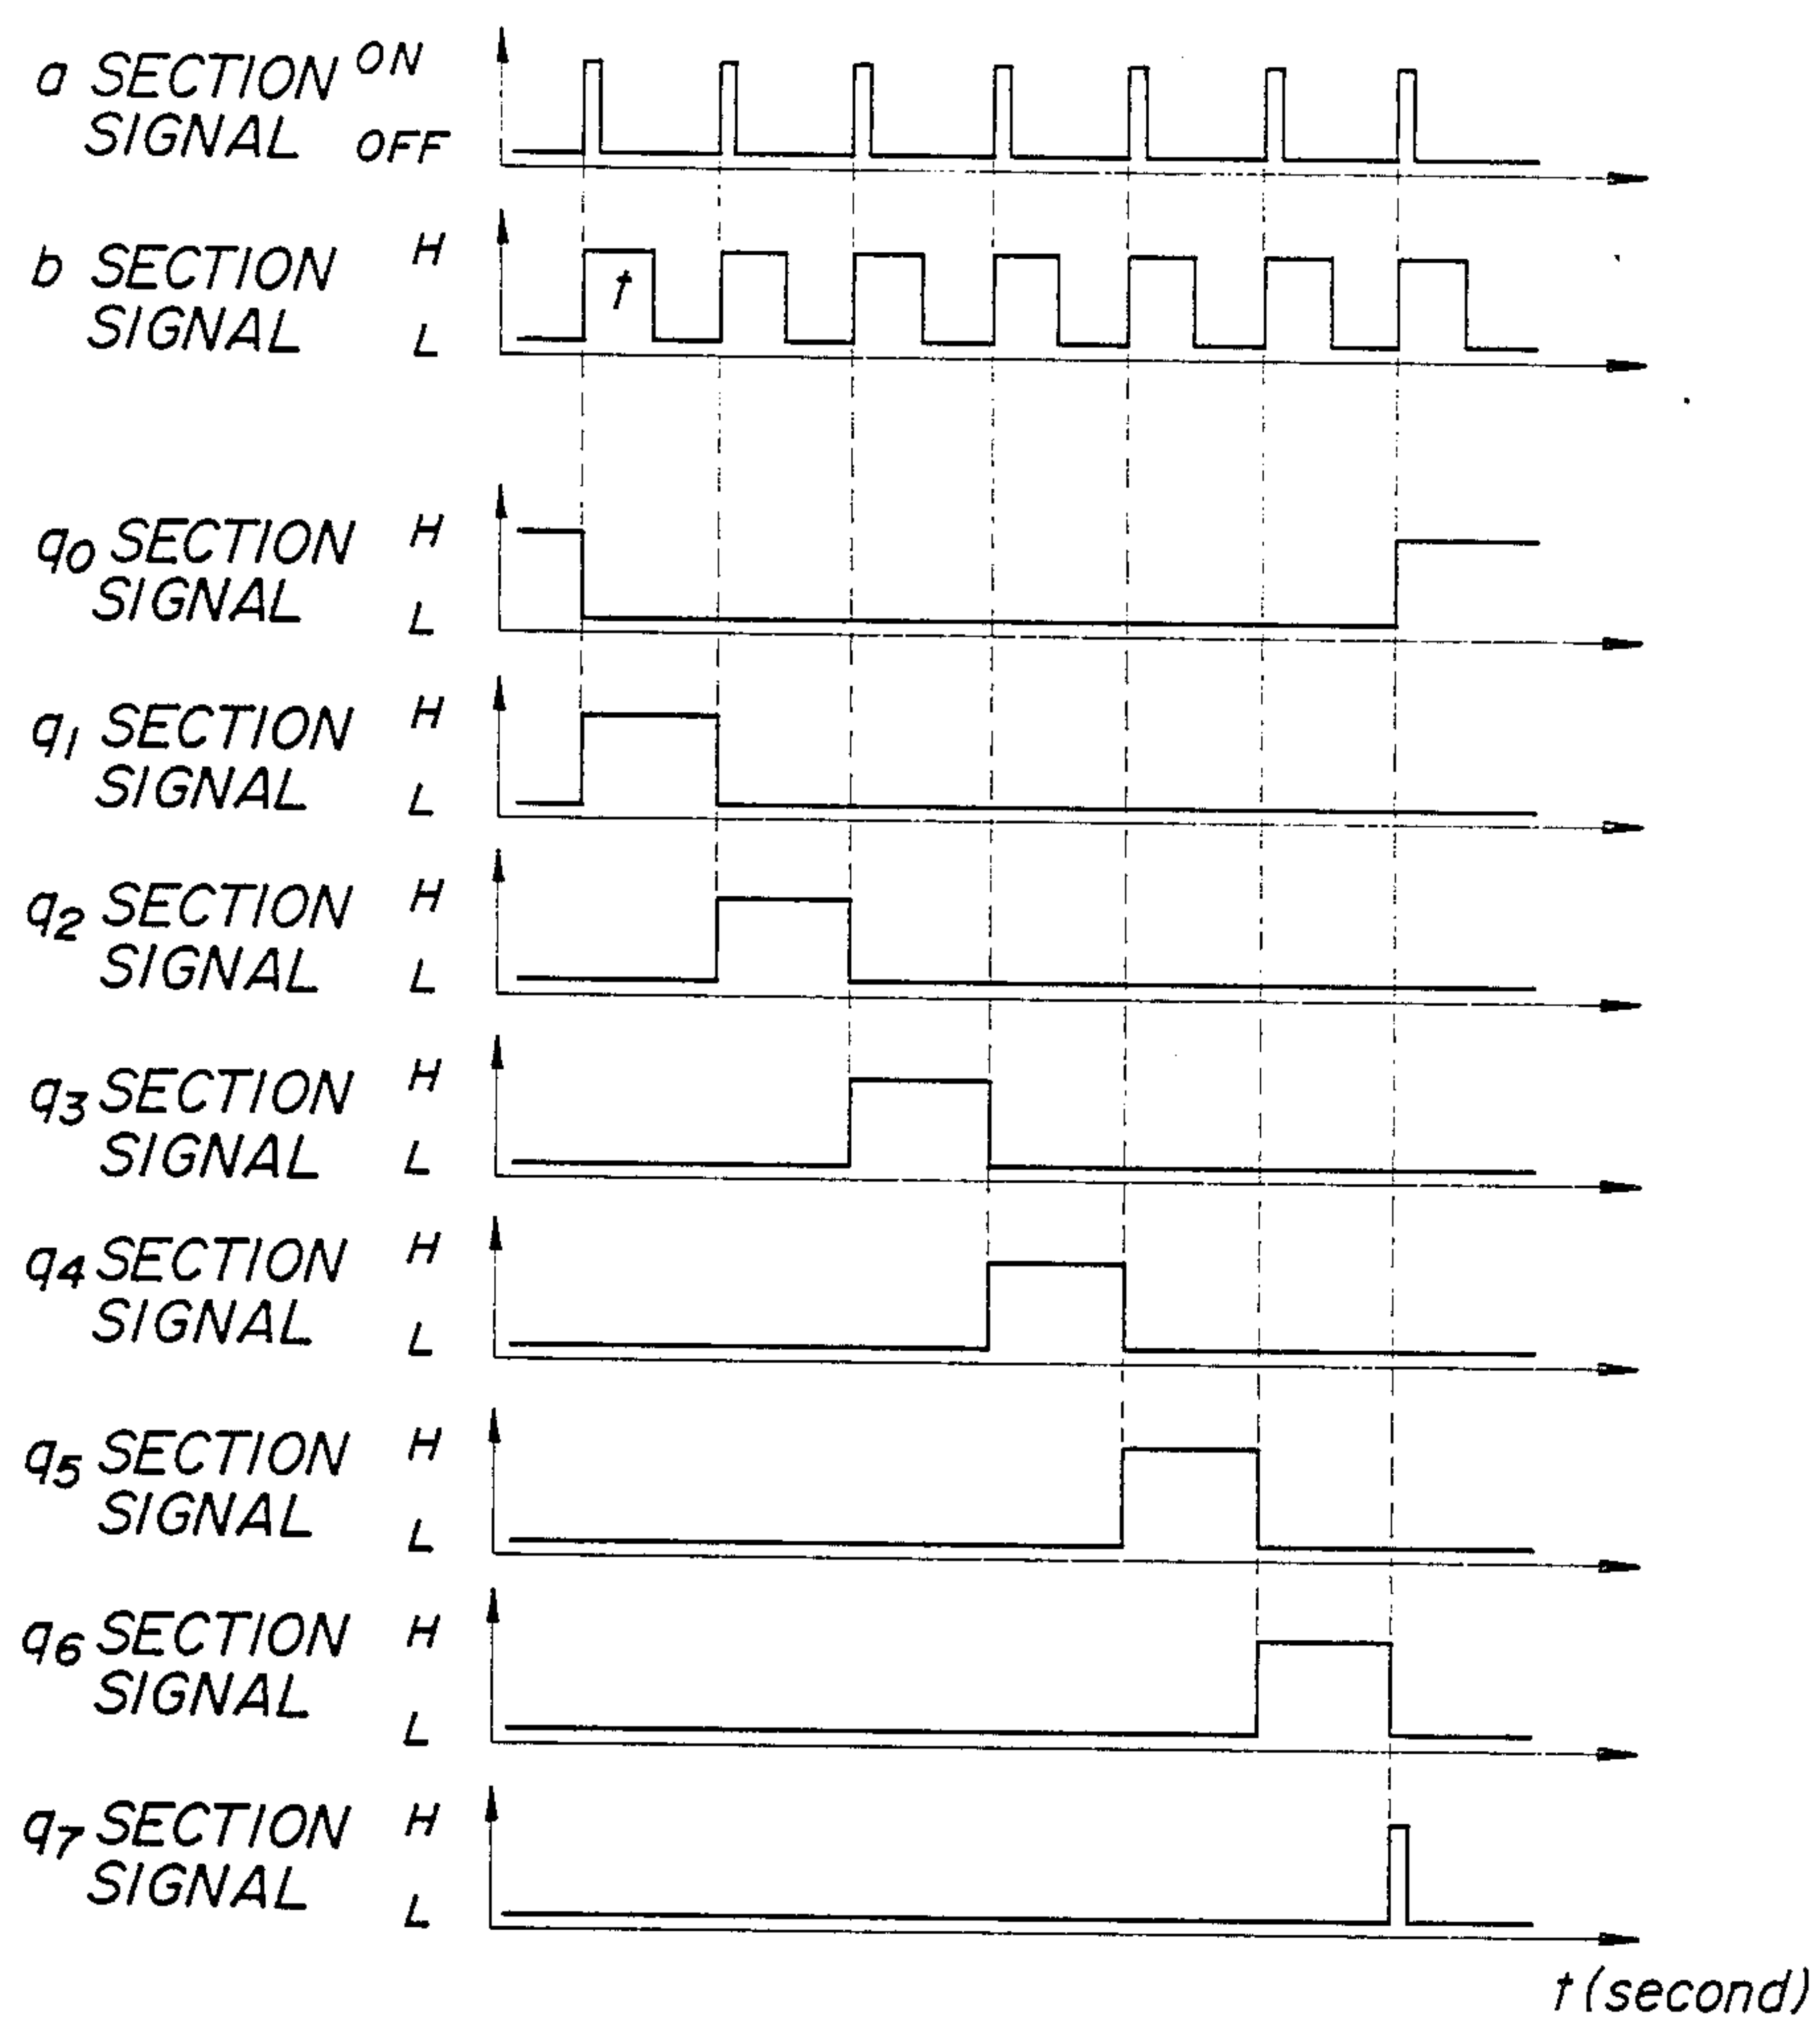 a SECTION ON
SIGNAL OFF
b SECTION H
SIGNAL L
t
q0 SECTION H
SIGNAL L
q1 SECTION H
SIGNAL L
q2 SECTION H
SIGNAL L
q3 SECTION H
SIGNAL L
q4 SECTION H
SIGNAL L
q5 SECTION H
SIGNAL L
q6 SECTION H
SIGNAL L
q7 SECTION H
SIGNAL L
t (second)